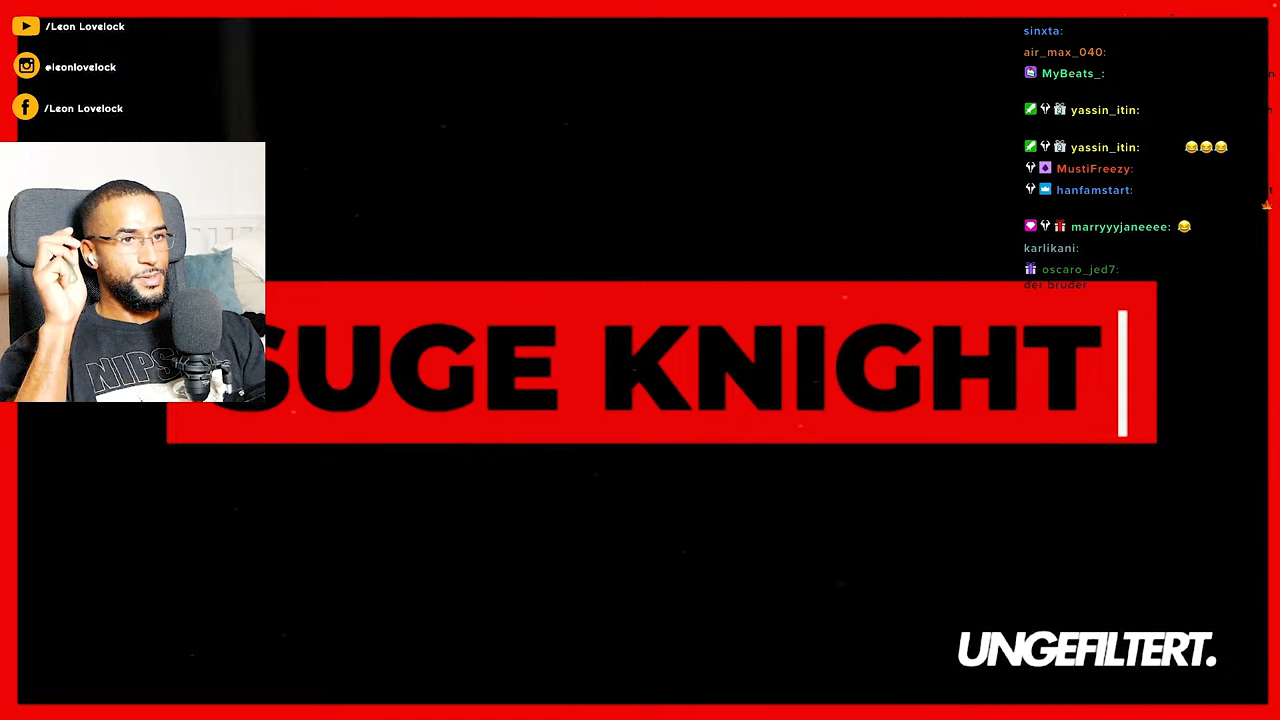 /Leon Lovelock
@leonlovelock
/Leon Lovelock
sinxta:
air_max_040:
MyBeats_:
yassin_itin:
yassin_itin:
MustiFreezy:
hanfamstart:
marryyyjaneeee:
karlikani:
oscaro_jed7:
der bruder
NIPS
SUGE KNIGHT
UNGEFILTERT.